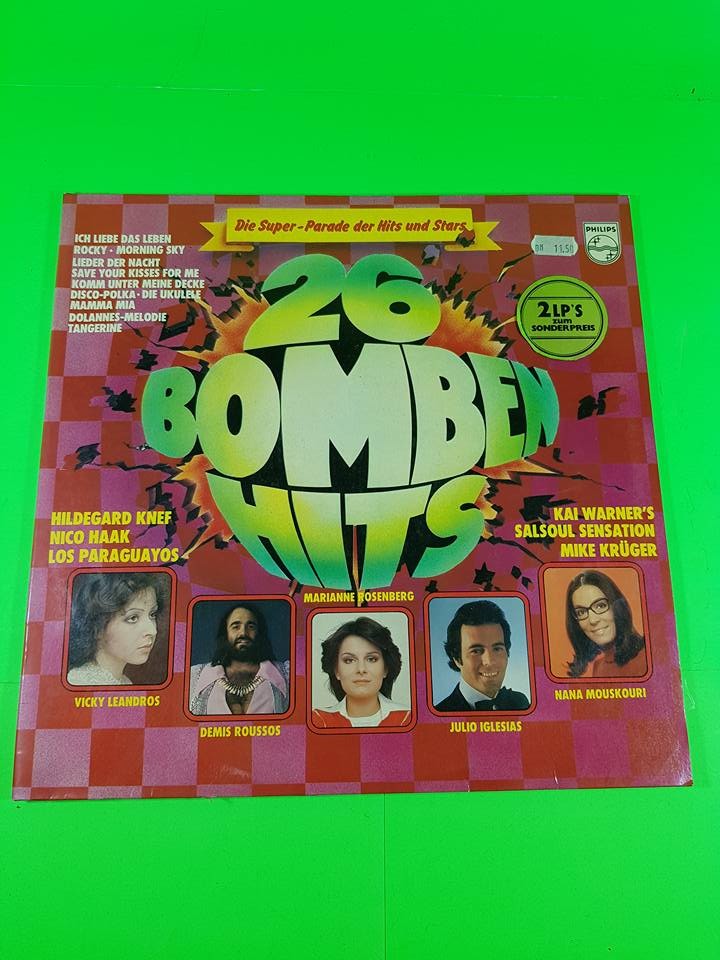 Die Super-Parade der Hits und Stars
ICH LIEBE DAS LEBEN
ROCKY · MORNING SKY
LIEDER DER NACHT
SAVE YOUR KISSES FOR ME
KOMM UNTER MEINE DECKE
DISCO-POLKA · DIE UKULELE
MAMMA MIA
DOLANNES-MELODIE
TANGERINE
DM 11,50
PHILIPS
2 LP'S
zum
SONDERPREIS
26
BOMBEN
HITS
HILDEGARD KNEF
NICO HAAK
LOS PARAGUAYOS
KAI WARNER'S
SALSOUL SENSATION
MIKE KRÜGER
MARIANNE ROSENBERG
VICKY LEANDROS
DEMIS ROUSSOS
JULIO IGLESIAS
NANA MOUSKOURI